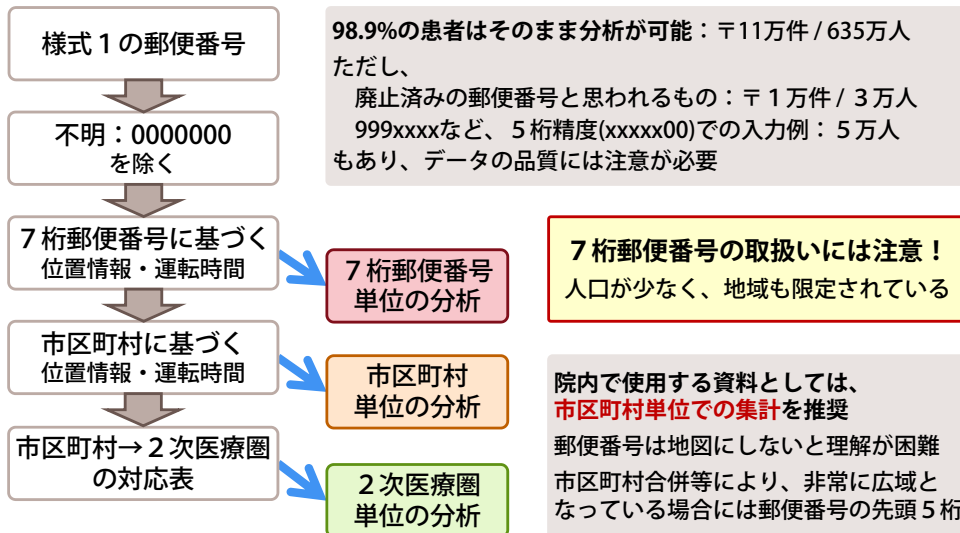 様式１の郵便番号
不明：0000000
を除く
７桁郵便番号に基づく
位置情報・運転時間
市区町村に基づく
位置情報・運転時間
市区町村→２次医療圏
の対応表
７桁郵便番号
単位の分析
市区町村
単位の分析
２次医療圏
単位の分析
98.9%の患者はそのまま分析が可能：〒11万件 / 635万人
ただし、
廃止済みの郵便番号と思われるもの：〒１万件 / ３万人
999xxxxなど、５桁精度(xxxxx00)での入力例： ５万人
もあり、データの品質には注意が必要
７桁郵便番号の取扱いには注意！
人口が少なく、地域も限定されている
院内で使用する資料としては、
市区町村単位での集計を推奨
郵便番号は地図にしないと理解が困難
市区町村合併等により、非常に広域と
なっている場合には郵便番号の先頭５桁